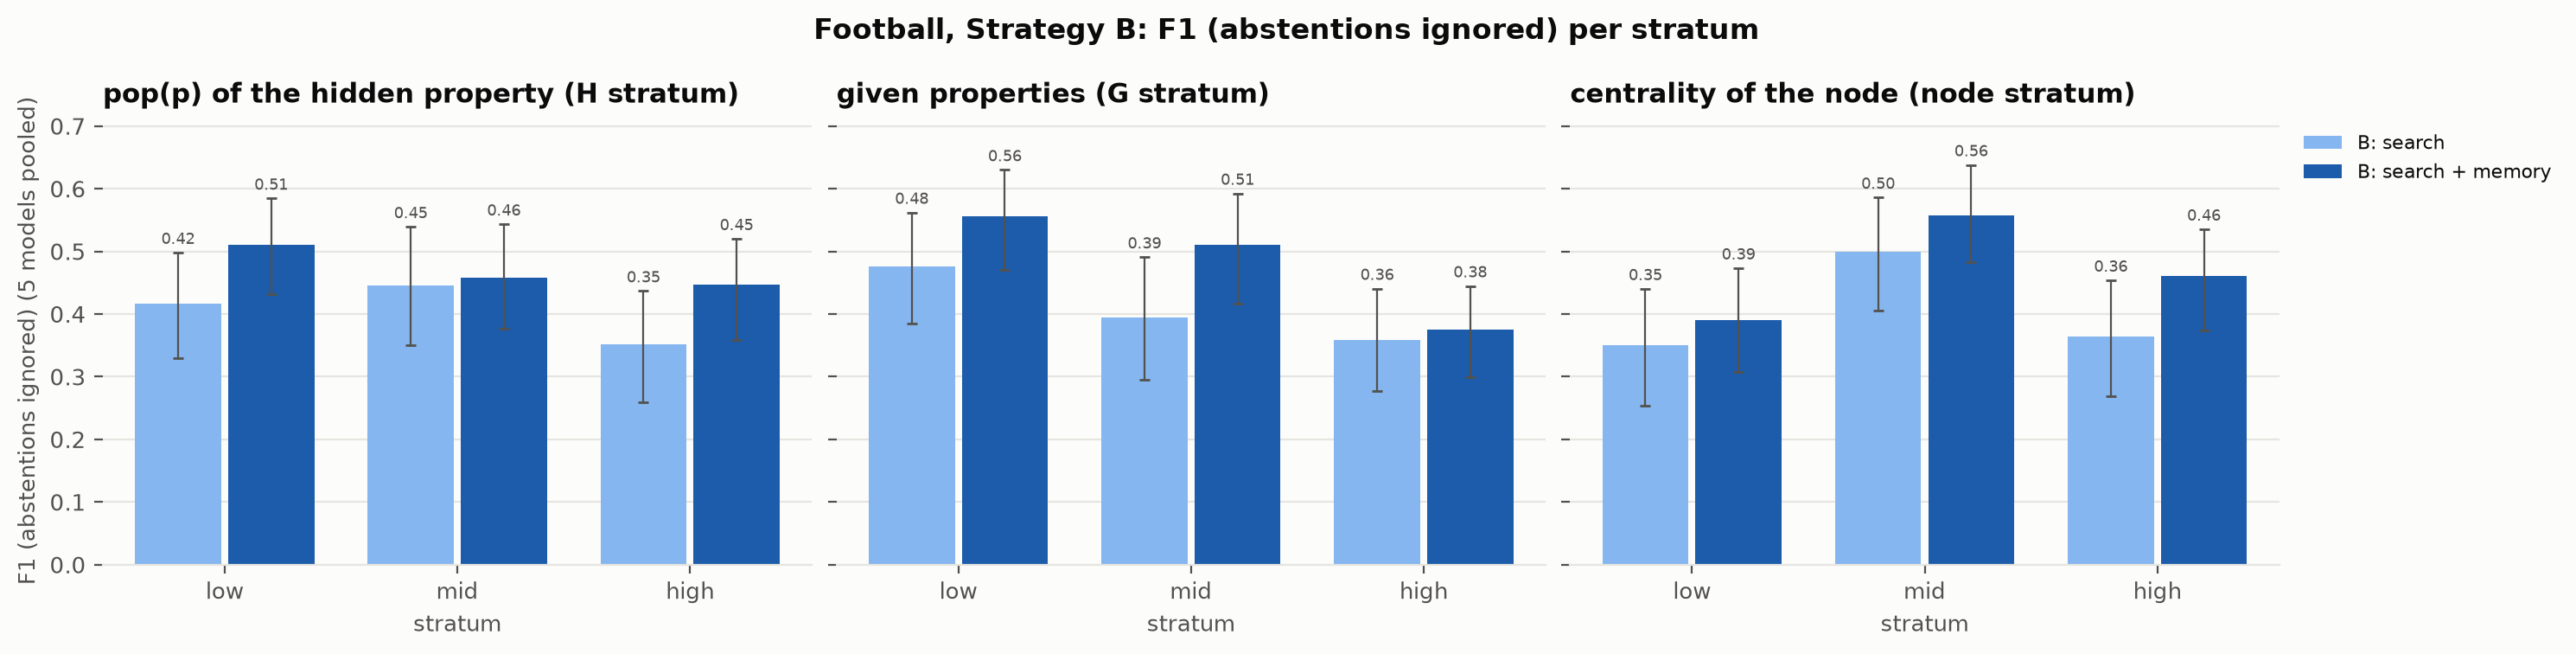 Football, Strategy B: F1 (abstentions ignored) per stratum
pop(p) of the hidden property (H stratum)
given properties (G stratum)
centrality of the node (node stratum)
F1 (abstentions ignored) (5 models pooled)
0.7
0.6
0.5
0.4
0.3
0.2
0.1
0.0
0.42
0.51
0.45
0.46
0.35
0.45
0.48
0.56
0.39
0.51
0.36
0.38
0.35
0.39
0.50
0.56
0.36
0.46
low
mid
high
low
mid
high
low
mid
high
stratum
stratum
stratum
B: search
B: search + memory